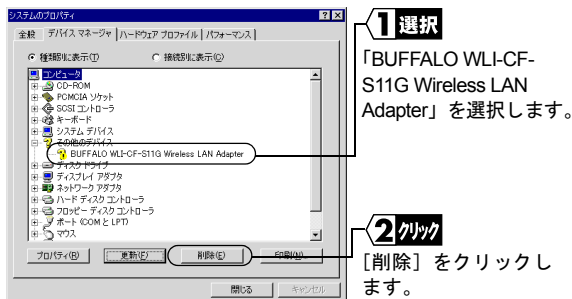 システムのプロパティ
全般 デバイス マネージャ ハードウェア プロファイル パフォーマンス
種類別に表示(T) 接続別に表示(C)
コンピュータ
CD-ROM
PCMCIA ソケット
SCSI コントローラ
キーボード
システム デバイス
その他のデバイス
BUFFALO WLI-CF-S11G Wireless LAN Adapter
ディスク ドライブ
ディスプレイ アダプタ
ネットワーク アダプタ
ハード ディスク コントローラ
フロッピー ディスク コントローラ
ポート (COM と LPT)
マウス
プロパティ(R) 更新(F) 削除(E) 印刷(N)...
閉じる キャンセル
1 選択
「BUFFALO WLI-CF-
S11G Wireless LAN
Adapter」を選択します。
2 クリック
［削除］をクリックし
ます。